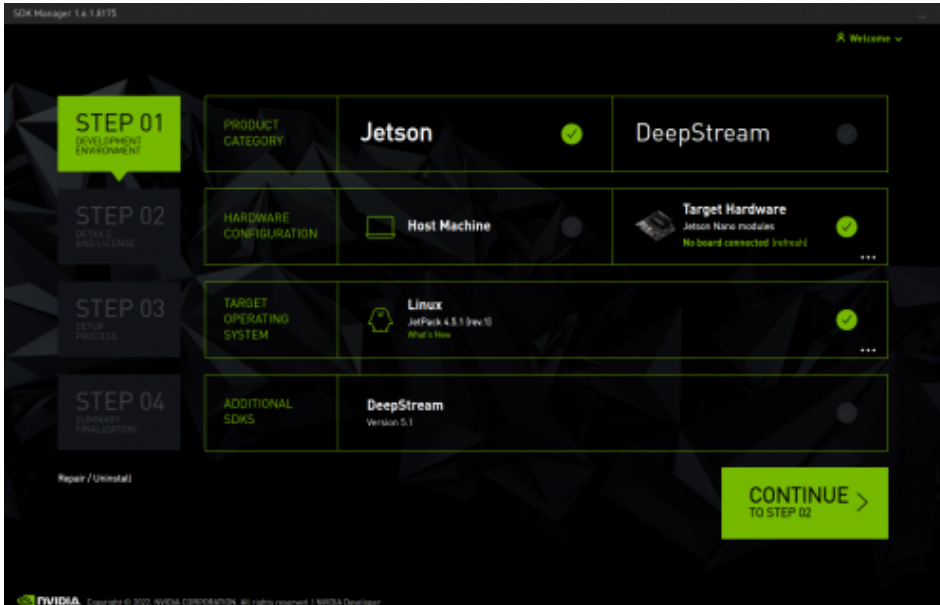 SDK Manager 1.6.1.8175
Welcome
STEP 01
DEVELOPMENT
ENVIRONMENT
PRODUCT
CATEGORY
Jetson
DeepStream
STEP 02
DETAILS
AND LICENSE
HARDWARE
CONFIGURATION
Host Machine
Target Hardware
Jetson Nano modules
No board connected [refresh]
...
STEP 03
SETUP
PROCESS
TARGET
OPERATING
SYSTEM
Linux
JetPack 4.5.1 (rev.1)
What's New
...
STEP 04
SUMMARY
FINALIZATION
ADDITIONAL
SDKS
DeepStream
Version 5.1
Repair / Uninstall
CONTINUE
TO STEP 02
NVIDIA. Copyright © 2022, NVIDIA CORPORATION. All rights reserved. | NVIDIA Developer